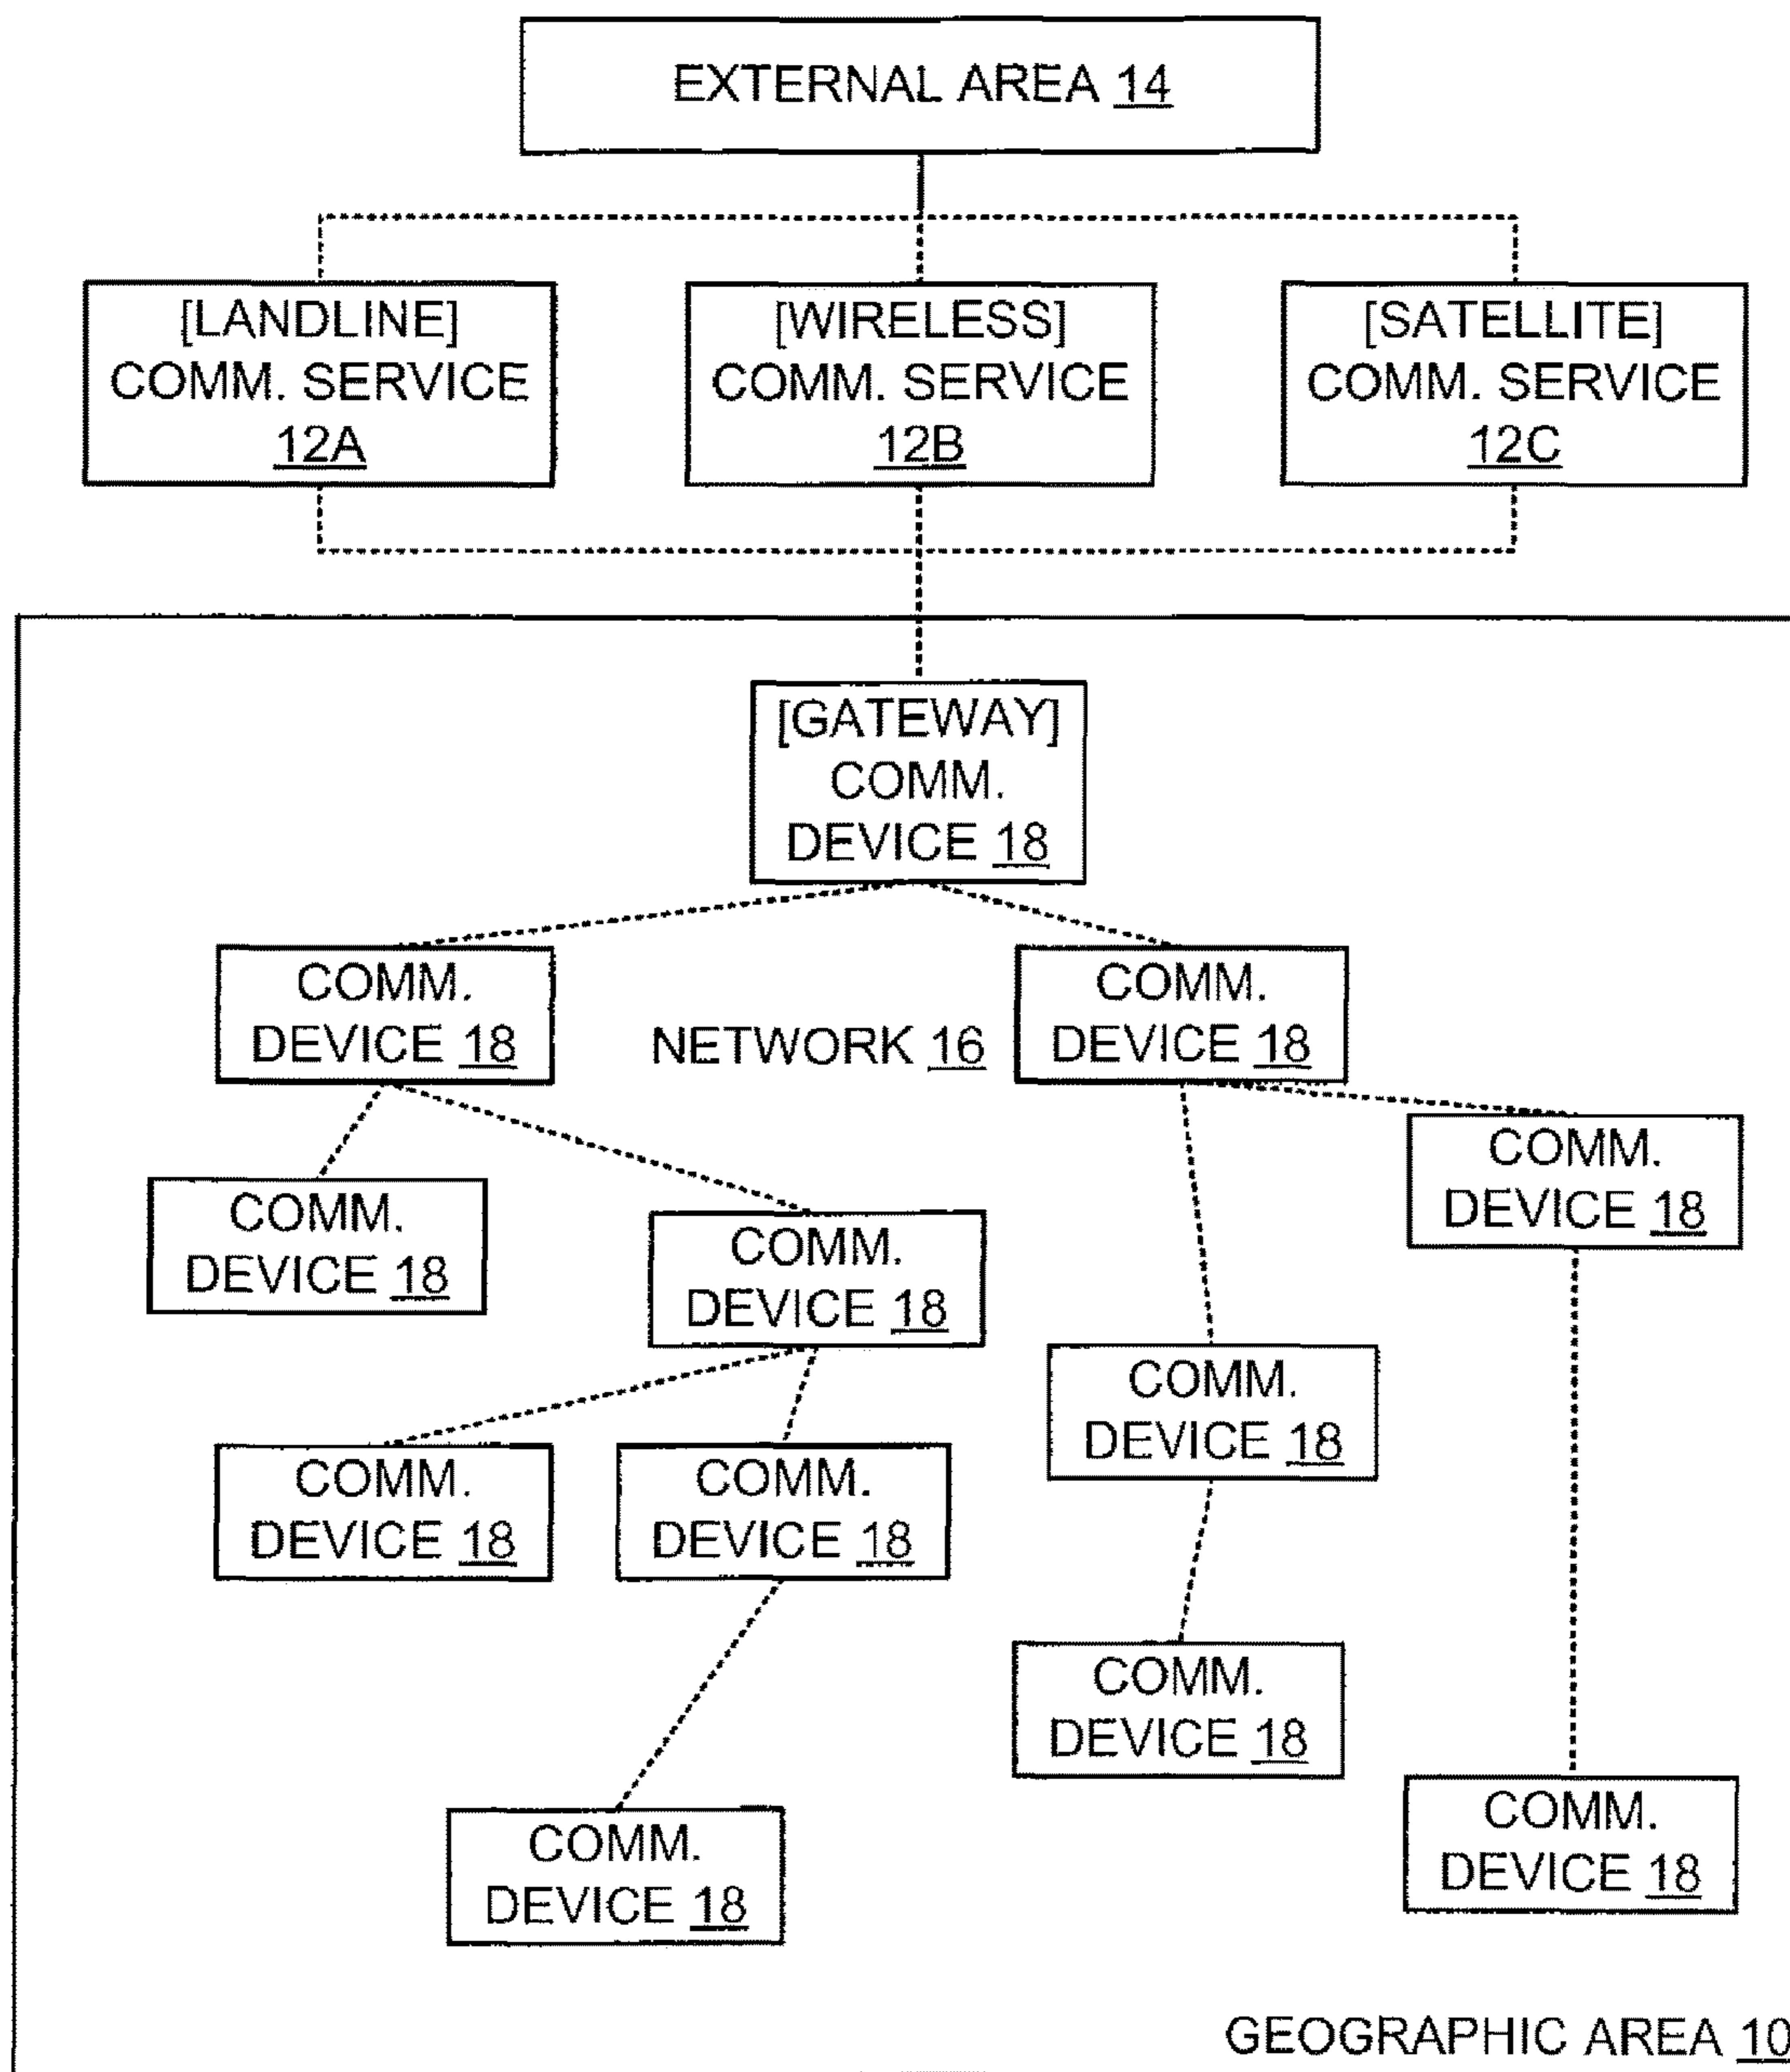 EXTERNAL AREA 14
[LANDLINE]
COMM. SERVICE
12A
[WIRELESS]
COMM. SERVICE
12B
[SATELLITE]
COMM. SERVICE
12C
[GATEWAY]
COMM.
DEVICE 18
COMM.
DEVICE 18
NETWORK 16
COMM.
DEVICE 18
COMM.
DEVICE 18
COMM.
DEVICE 18
COMM.
DEVICE 18
COMM.
DEVICE 18
COMM.
DEVICE 18
COMM.
DEVICE 18
COMM.
DEVICE 18
COMM.
DEVICE 18
COMM.
DEVICE 18
COMM.
DEVICE 18
GEOGRAPHIC AREA 10